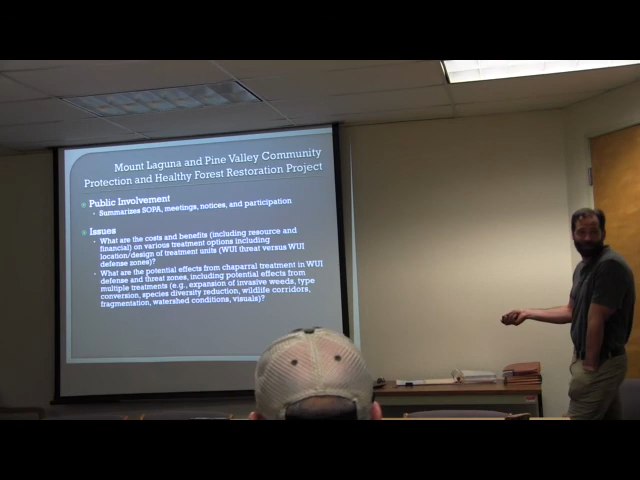 Mount Laguna and Pine Valley Community
Protection and Healthy Forest Restoration Project
Public Involvement
Summarizes SOPA, meetings, notices, and participation
Issues
What are the costs and benefits (including resource and
financial) on various treatment options including
location/design of treatment units (WUI threat versus WUI
defense zones)?
What are the potential effects from chaparral treatment in WUI
defense and threat zones, including potential effects from
multiple treatments (e.g., expansion of invasive weeds, type
conversion, species diversity reduction, wildlife corridors,
fragmentation, watershed conditions, visuals)?